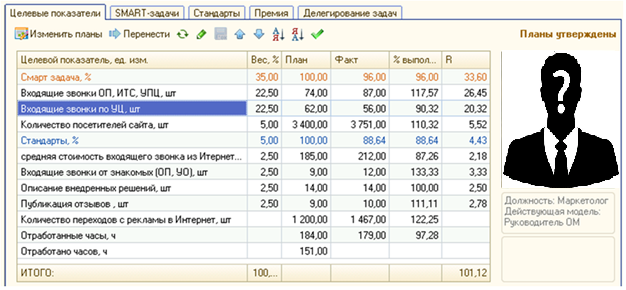 Целевые показатели SMART-задачи Стандарты Премия Делегирование задач
Изменить планы Перенести Планы утверждены
Целевой показатель, ед. изм. Вес, % План Факт % выпол... R
Смарт задача, % 35,00 100,00 96,00 96,00 33,60
Входящие звонки ОП, ИТС, УПЦ, шт 22,50 74,00 87,00 117,57 26,45
Входящие звонки по УЦ, шт 22,50 62,00 56,00 90,32 20,32
Количество посетителей сайта, шт 5,00 3 400,00 3 751,00 110,32 5,52
Стандарты, % 5,00 100,00 88,64 88,64 4,43
средняя стоимость входящего звонка из Итернет... 2,50 185,00 212,00 87,26 2,18
Входящие звонки от знакомых (ОП, УО), шт 2,50 9,00 12,00 133,33 3,33
Описание внедренных решений, шт 2,50 14,00 14,00 100,00 2,50
Публикация отзывов , шт 2,50 9,00 10,00 111,11 2,78
Количество переходов с рекламы в Интернет, шт 1 200,00 1 467,00 122,25
Отработанные часы, ч 184,00 179,00 97,28
Отработано часов, ч 151,00
ИТОГО: 100,... 101,12
Должность: Маркетолог
Действующая модель:
Руководитель ОМ